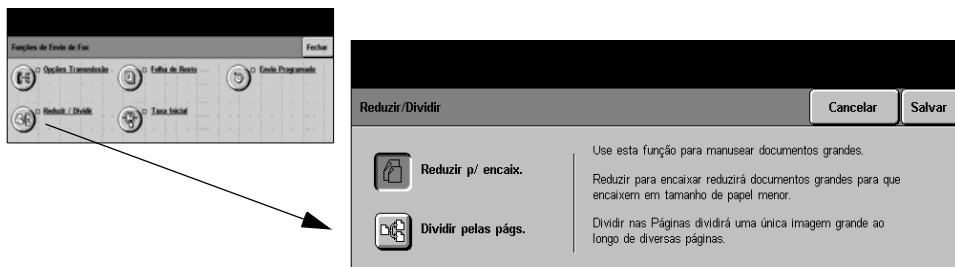 Funções de Envio de Fax
Fechar
Opções Transmissão
Folha de Rosto
Envio Programado
Reduzir / Dividir
Taxa Inicial
Reduzir/Dividir
Cancelar
Salvar
Reduzir p/ encaix.
Dividir pelas págs.
Use esta função para manusear documentos grandes.
Reduzir para encaixar reduzirá documentos grandes para que
encaixem em tamanho de papel menor.
Dividir nas Páginas dividirá uma única imagem grande ao
longo de diversas páginas.